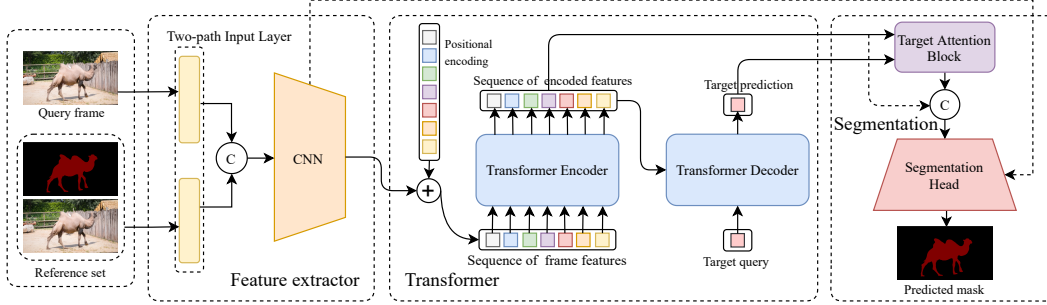 Query frame
Reference set
Two-path Input Layer
C
CNN
Feature extractor
Positional
encoding
+
Sequence of encoded features
Transformer Encoder
Sequence of frame features
Transformer
Target prediction
Transformer Decoder
Target query
Target Attention
Block
C
Segmentation
Segmentation
Head
Predicted mask